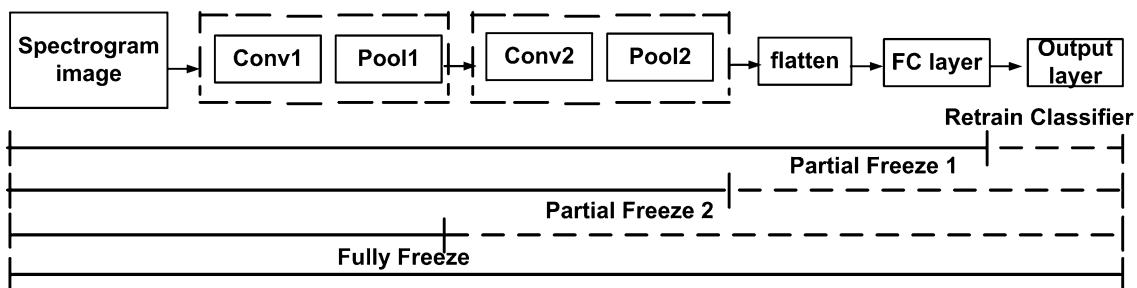 Spectrogram
image
Conv1
Pool1
Conv2
Pool2
flatten
FC layer
Output
layer
Retrain Classifier
Partial Freeze 1
Partial Freeze 2
Fully Freeze